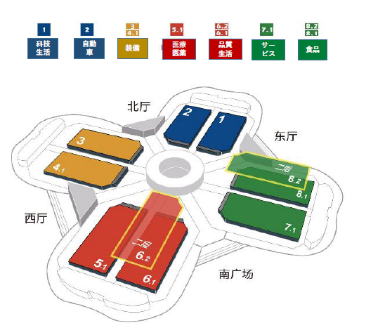 1 2 3 5.1 6.2 7.1 8.2
4.1 6.1 8.1
科技 自動 装備 医療 品質 サー 食品
生活 車 医薬 生活 ビス
北厅
2 1
东厅
3
二层
8.2
4.1
8.1
西厅
7.1
二层
5.1 6.2
6.1
南广场